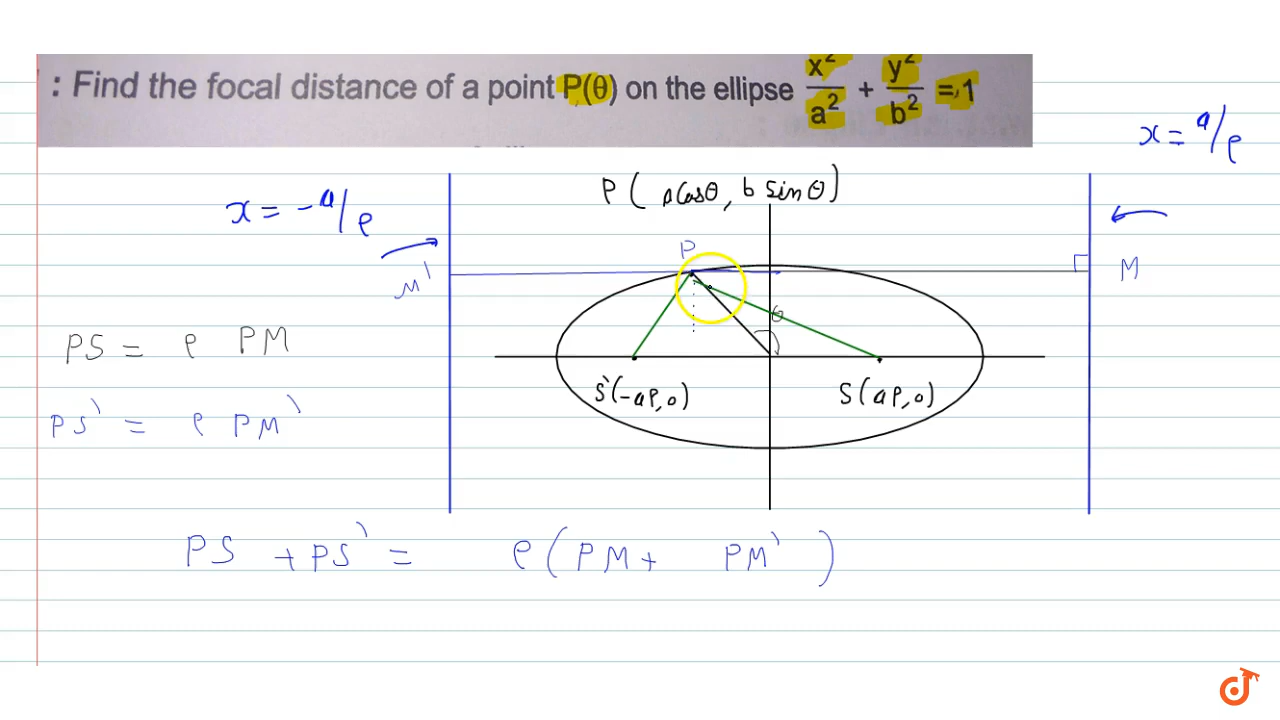 : Find the focal distance of a point P(θ) on the ellipse x²/a² + y²/b² = 1
x = a/e
x = -a/e
P ( a cosθ, b sinθ )
P
M'
M
θ
PS = e PM
S'(-ae, 0)
S(ae, 0)
PS' = e PM'
PS + PS' = e ( PM + PM' )